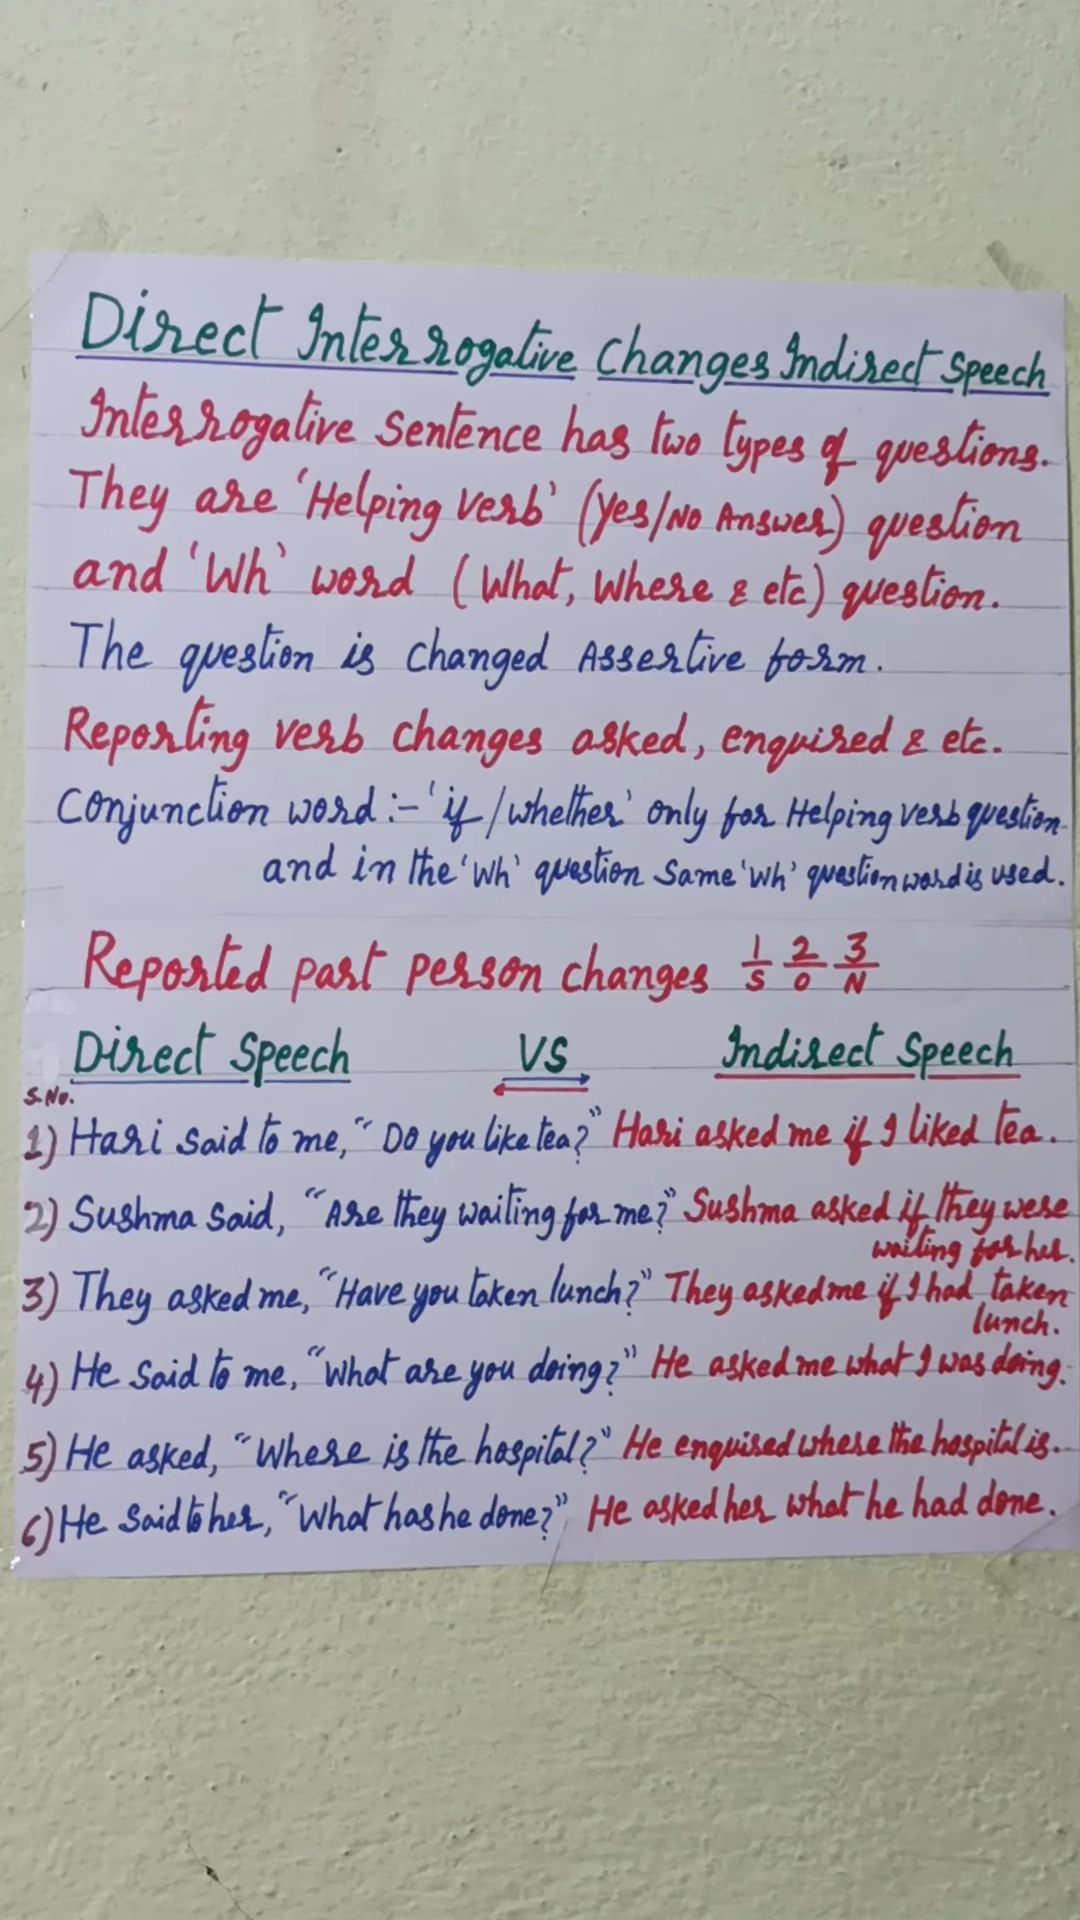 Direct Interrogative Changes Indirect Speech
Interrogative Sentence has two types of questions.
They are 'Helping verb' (Yes/No Answer) question
and 'Wh' word (What, Where & etc) question.
The question is changed Assertive form.
Reporting verb changes asked, enquired & etc.
Conjunction word :- 'if/whether' only for Helping verb question
and in the 'Wh' question Same 'Wh' question word is used.
Reported part person changes 1/S 2/O 3/N
Direct Speech VS Indirect Speech
S.No.
1) Hari said to me, "Do you like tea?" Hari asked me if I liked tea.
2) Sushma said, "Are they waiting for me?" Sushma asked if they were
waiting for her.
3) They asked me, "Have you taken lunch?" They asked me if I had taken
lunch.
4) He said to me, "What are you doing?" He asked me what I was doing.
5) He asked, "Where is the hospital?" He enquired where the hospital is.
6) He said to her, "What has he done?" He asked her what he had done.